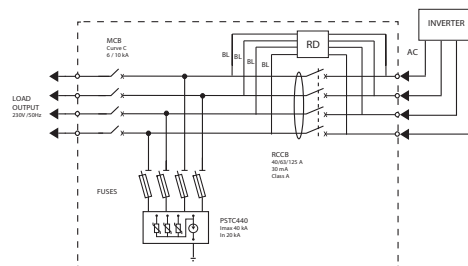 INVERTER
MCB
Curve C
6 / 10 kA
BL
BL
BL
BL
RD
AC
LOAD
OUTPUT
230V /50Hz
RCCB
40/63/125 A
30 mA
Class A
FUSES
PSTC440
Imax 40 kA
In 20 kA